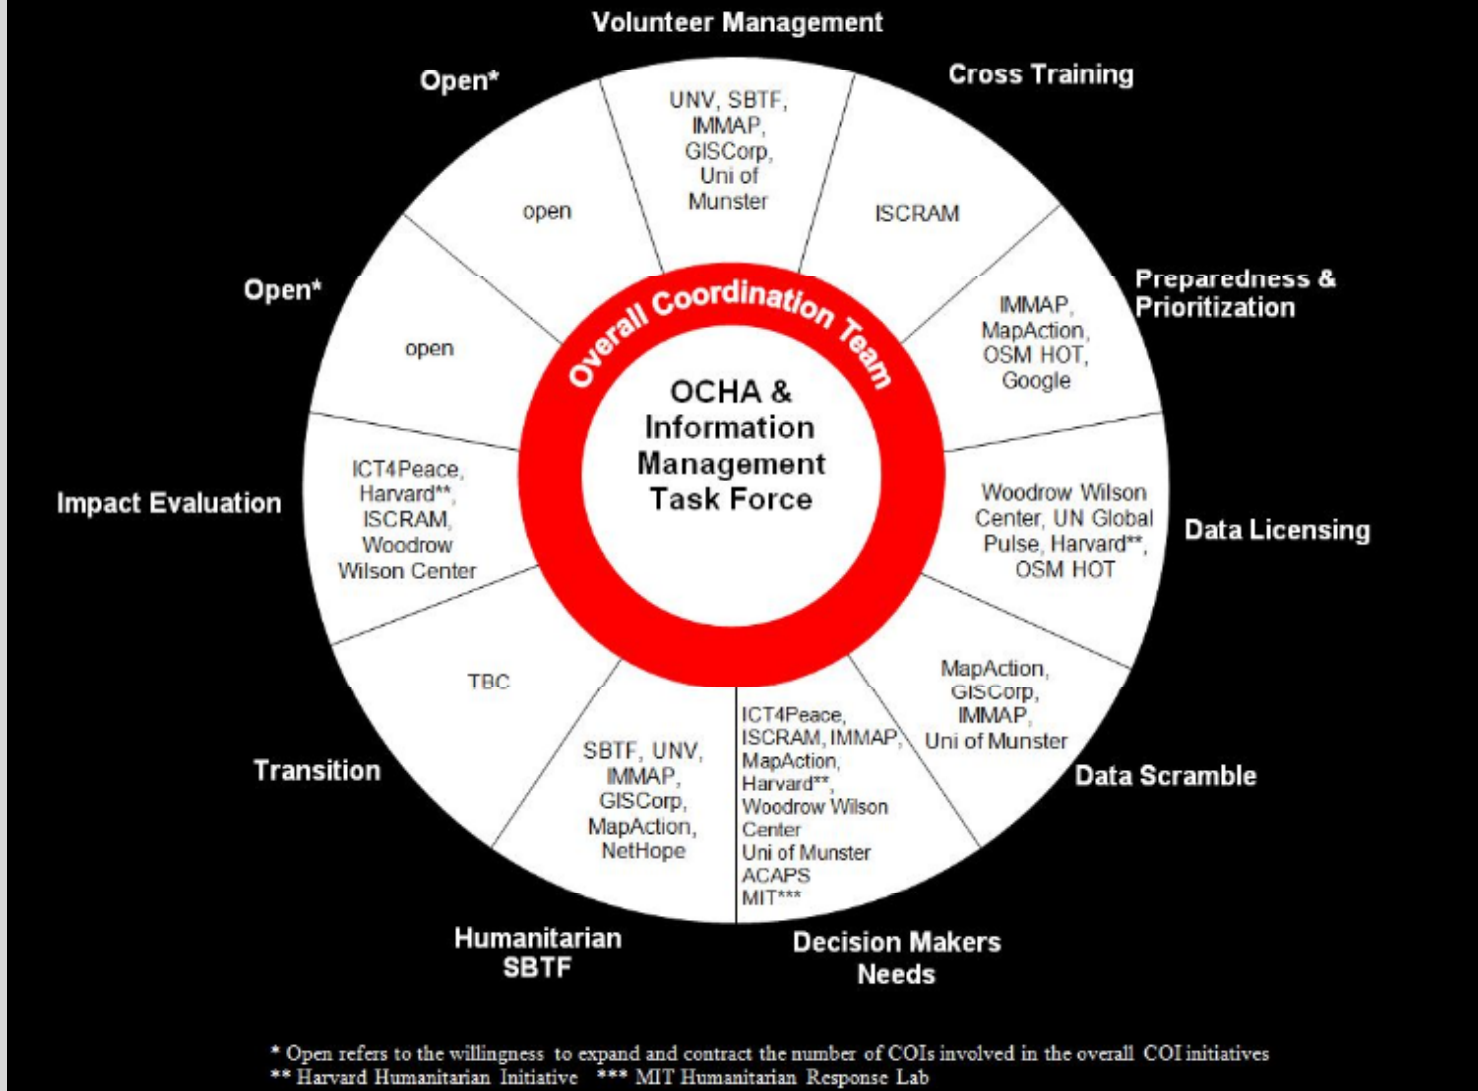 Volunteer Management
Open*
Cross Training
UNV, SBTF,
IMMAP,
GISCorp,
Uni of
Munster
open
ISCRAM
Open*
Preparedness &
Prioritization
open
IMMAP,
MapAction,
OSM HOT,
Google
Overall Coordination Team
OCHA &
Information
Management
Task Force
Impact Evaluation
ICT4Peace,
Harvard**,
ISCRAM,
Woodrow
Wilson Center
Woodrow Wilson
Center, UN Global
Pulse, Harvard**,
OSM HOT
Data Licensing
TBC
Transition
MapAction,
GISCorp,
IMMAP,
Uni of Munster
Data Scramble
SBTF, UNV,
IMMAP,
GISCorp,
MapAction,
NetHope
ICT4Peace,
ISCRAM, IMMAP,
MapAction,
Harvard**,
Woodrow Wilson
Center
Uni of Munster
ACAPS
MIT***
Humanitarian
SBTF
Decision Makers
Needs
* Open refers to the willingness to expand and contract the number of COIs involved in the overall COI initiatives
** Harvard Humanitarian Initiative *** MIT Humanitarian Response Lab